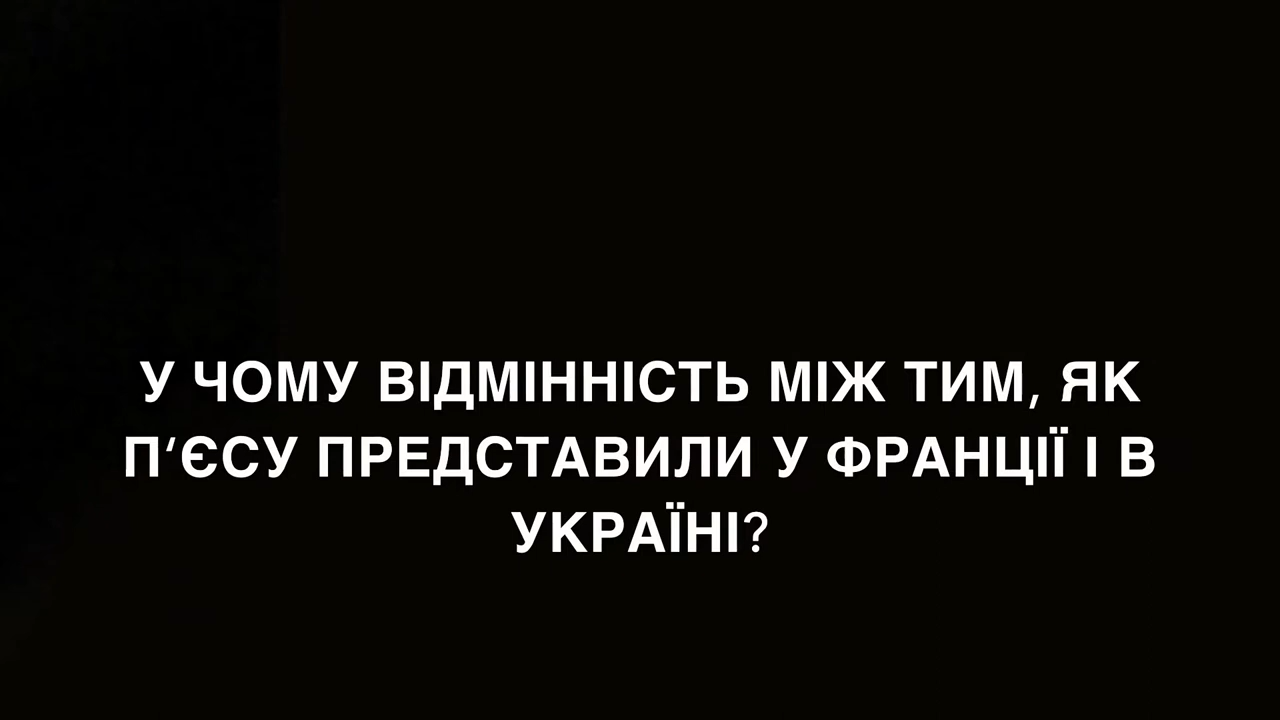 У ЧОМУ ВІДМІННІСТЬ МІЖ ТИМ, ЯК
П‘ЄСУ ПРЕДСТАВИЛИ У ФРАНЦІЇ І В
УКРАЇНІ?